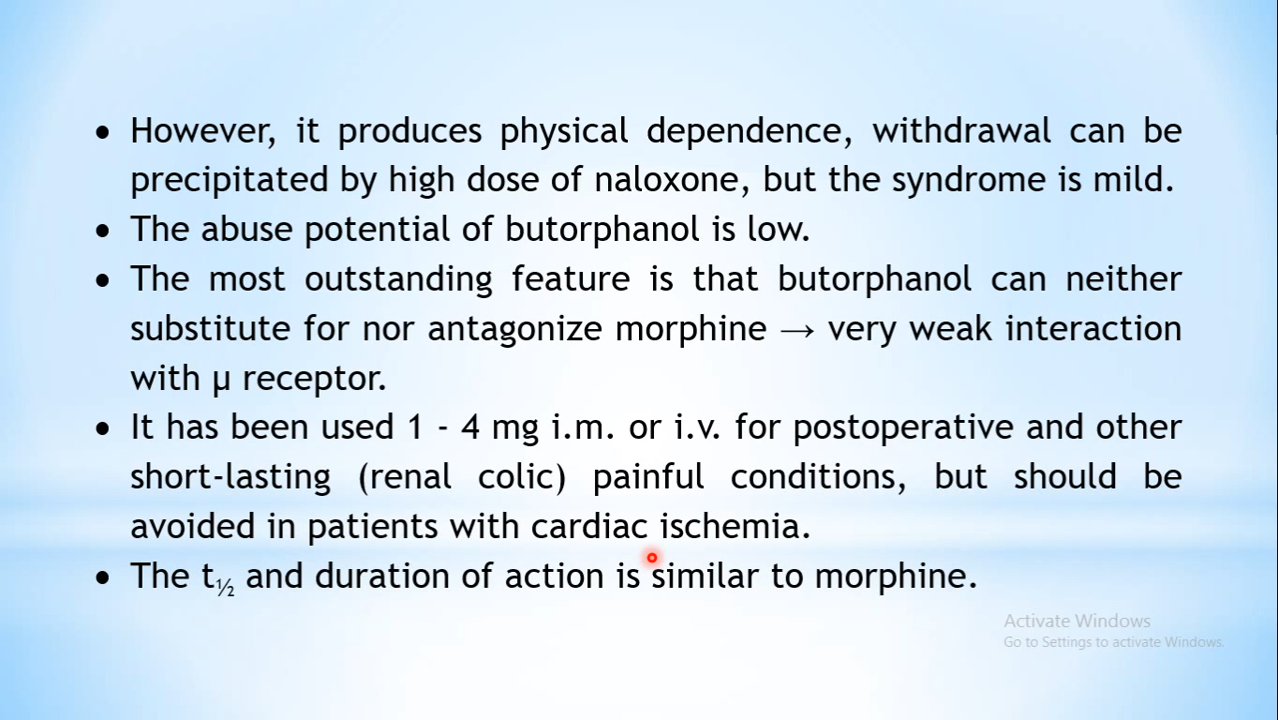 • However, it produces physical dependence, withdrawal can be
precipitated by high dose of naloxone, but the syndrome is mild.
• The abuse potential of butorphanol is low.
• The most outstanding feature is that butorphanol can neither
substitute for nor antagonize morphine → very weak interaction
with µ receptor.
• It has been used 1 - 4 mg i.m. or i.v. for postoperative and other
short-lasting (renal colic) painful conditions, but should be
avoided in patients with cardiac ischemia.
• The t½ and duration of action is similar to morphine.
Activate Windows
Go to Settings to activate Windows.